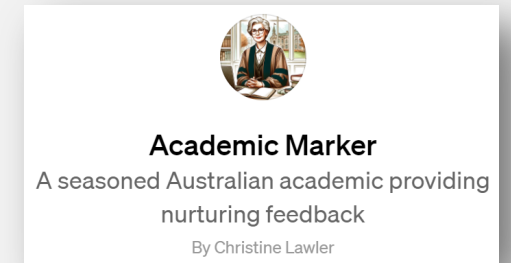 Academic Marker
A seasoned Australian academic providing
nurturing feedback
By Christine Lawler